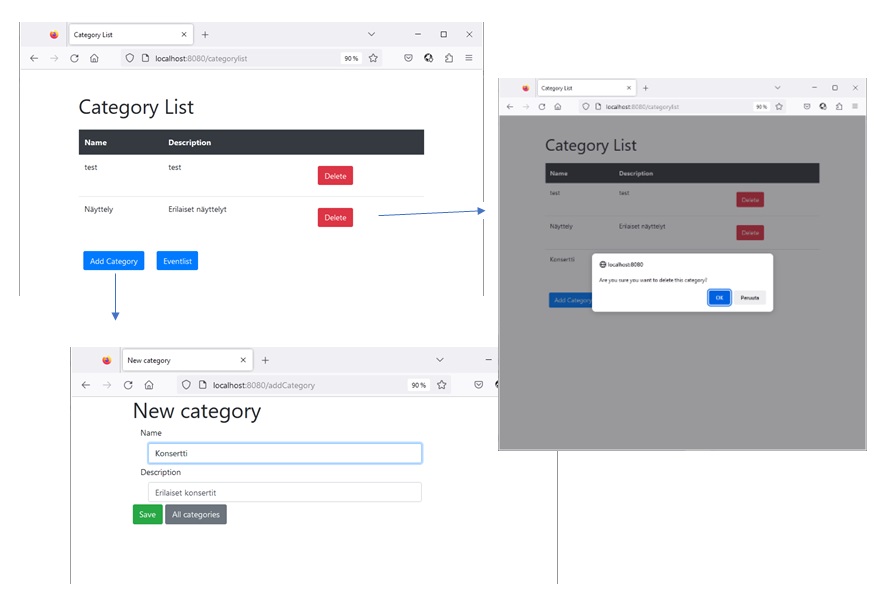 Category List
localhost:8080/categorylist
90%
Category List
Name Description
test test Delete
Näyttely Erilaiset näyttelyt Delete
Add Category Eventlist
Category List
localhost:8080/categorylist
90%
Category List
Name Description
test test Delete
Näyttely Erilaiset näyttelyt Delete
Konsertti
localhost:8080
Are you sure you want to delete this category?
OK Peruuta
Add Category
New category
localhost:8080/addCategory
90%
New category
Name
Konsertti
Description
Erilaiset konsertit
Save All categories